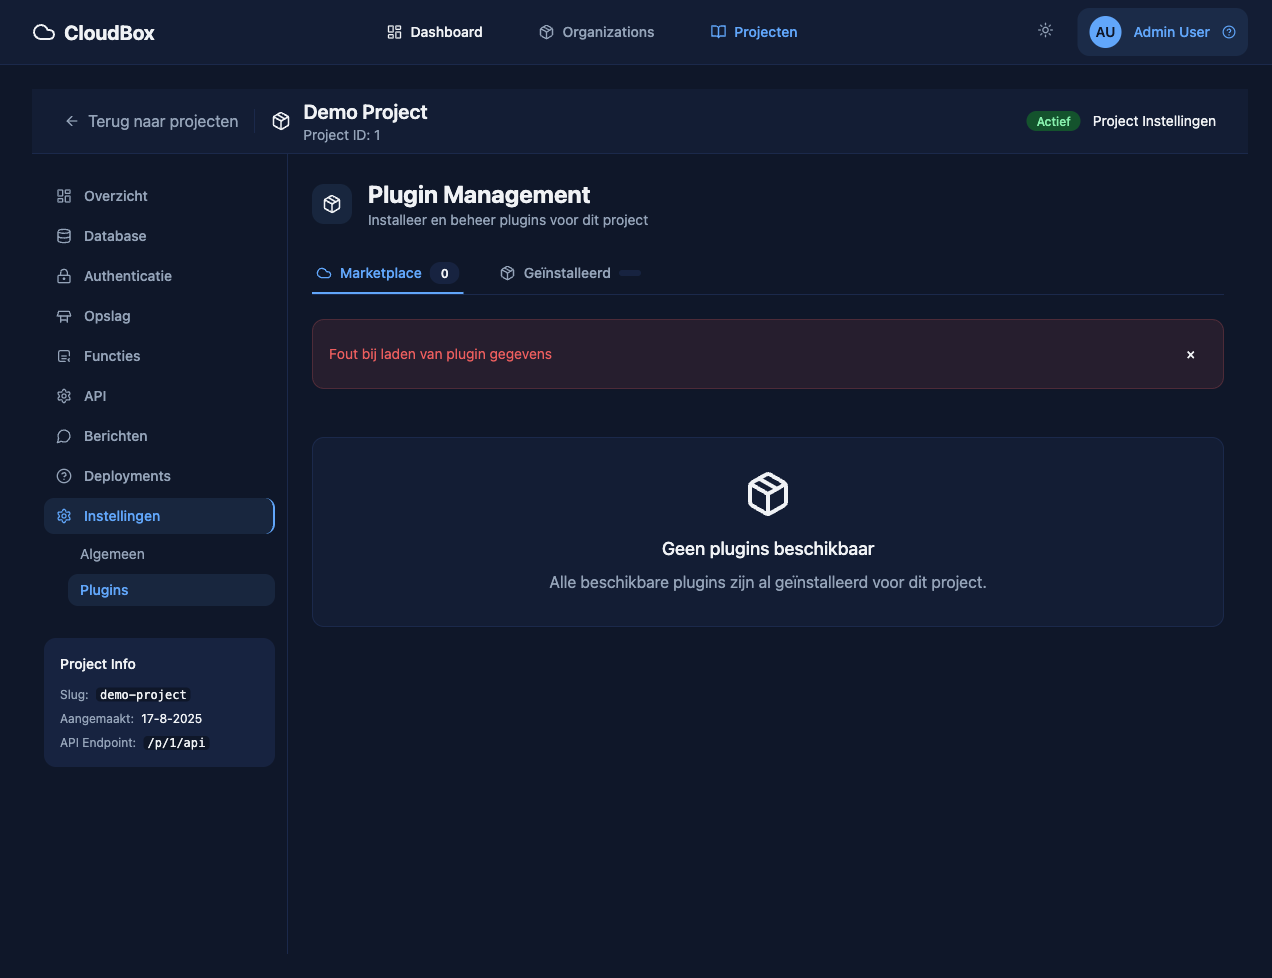 CloudBox
Dashboard
Organizations
Projecten
AU
Admin User
Terug naar projecten
Demo Project
Project ID: 1
Actief
Project Instellingen
Overzicht
Database
Authenticatie
Opslag
Functies
API
Berichten
Deployments
Instellingen
Algemeen
Plugins
Project Info
Slug: demo-project
Aangemaakt: 17-8-2025
API Endpoint: /p/1/api
Plugin Management
Installeer en beheer plugins voor dit project
Marketplace 0
Geïnstalleerd
Fout bij laden van plugin gegevens
×
Geen plugins beschikbaar
Alle beschikbare plugins zijn al geïnstalleerd voor dit project.